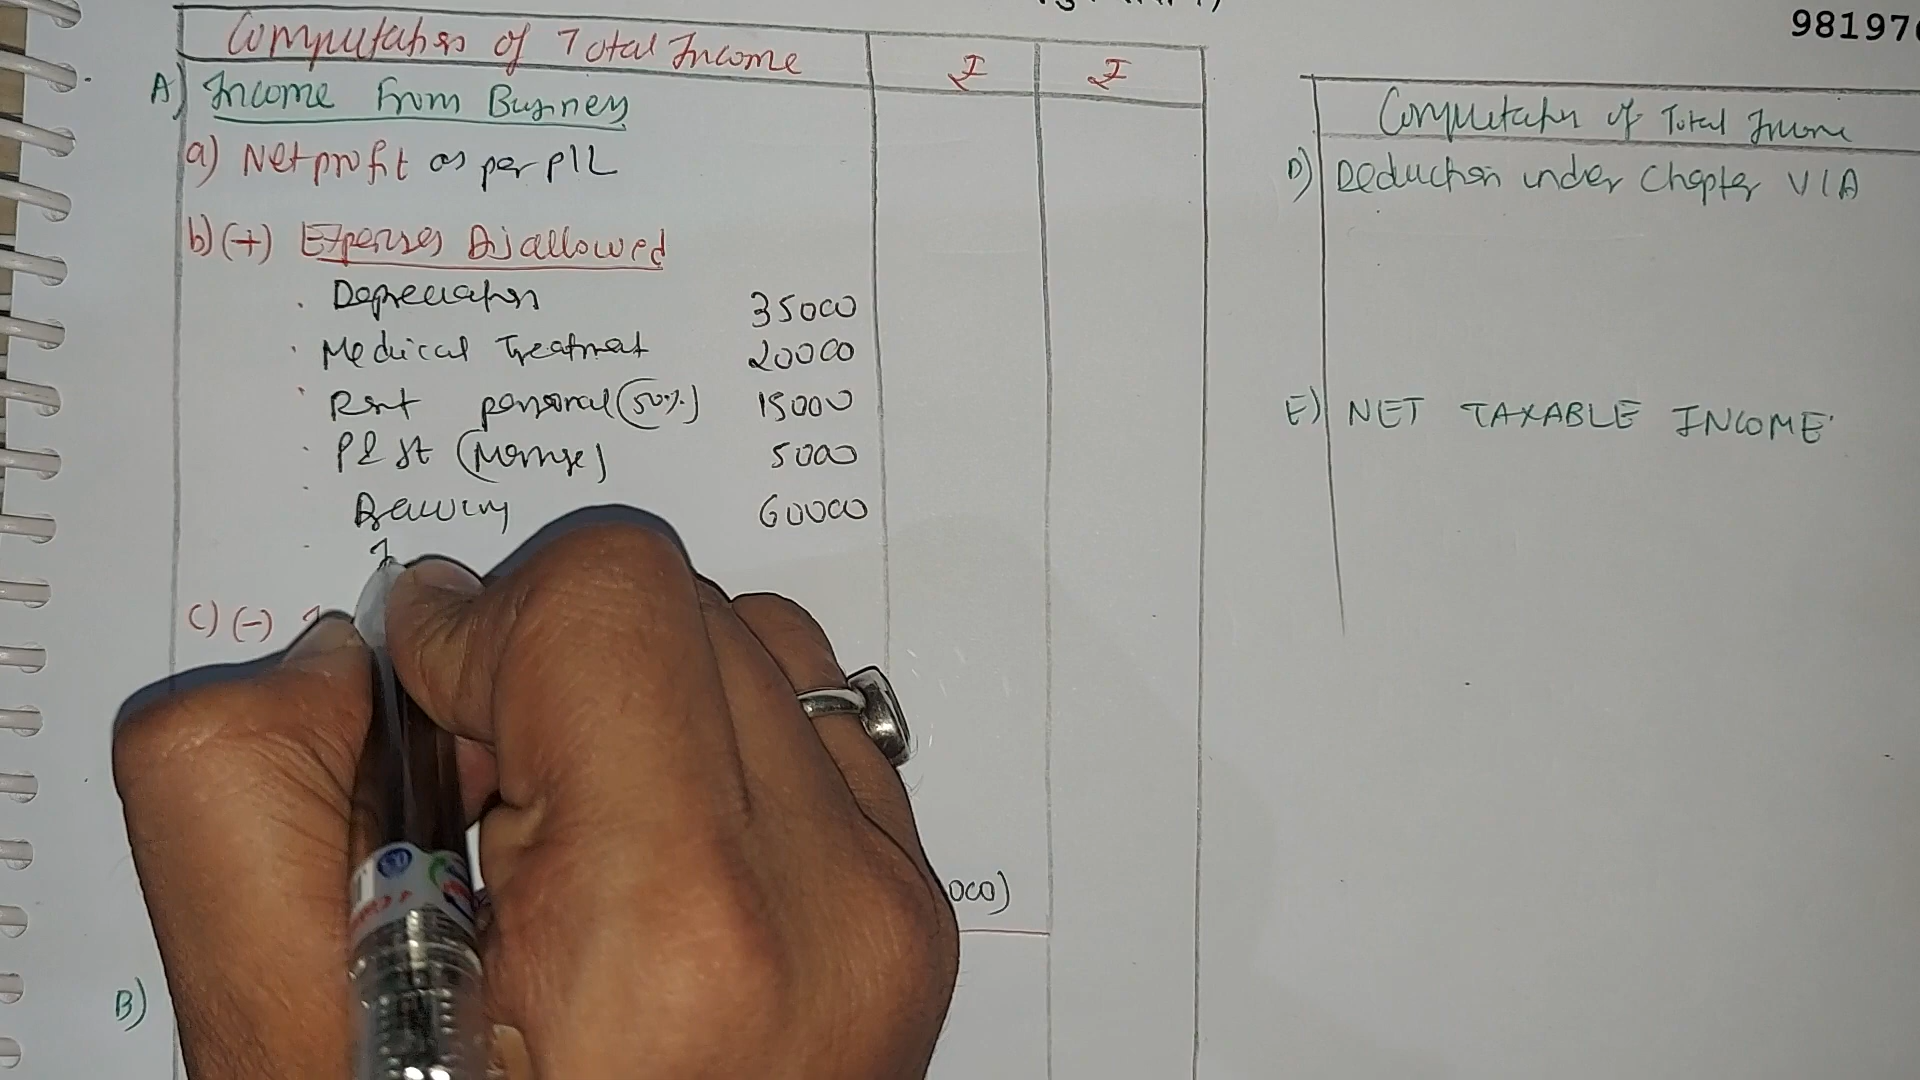 981970
Computation of Total Income ₹ ₹
A) Income From Business
a) Net profit as per P/L
b) (+) Expenses Disallowed
Depreciation 35000
Medical Treatment 20000
Rent personal (50%) 15000
P & St (Marriage) 5000
Drawing 60000
c) (-)
000)
B)
Computation of Total Income
D) Deduction under Chapter VIA
E) NET TAXABLE INCOME